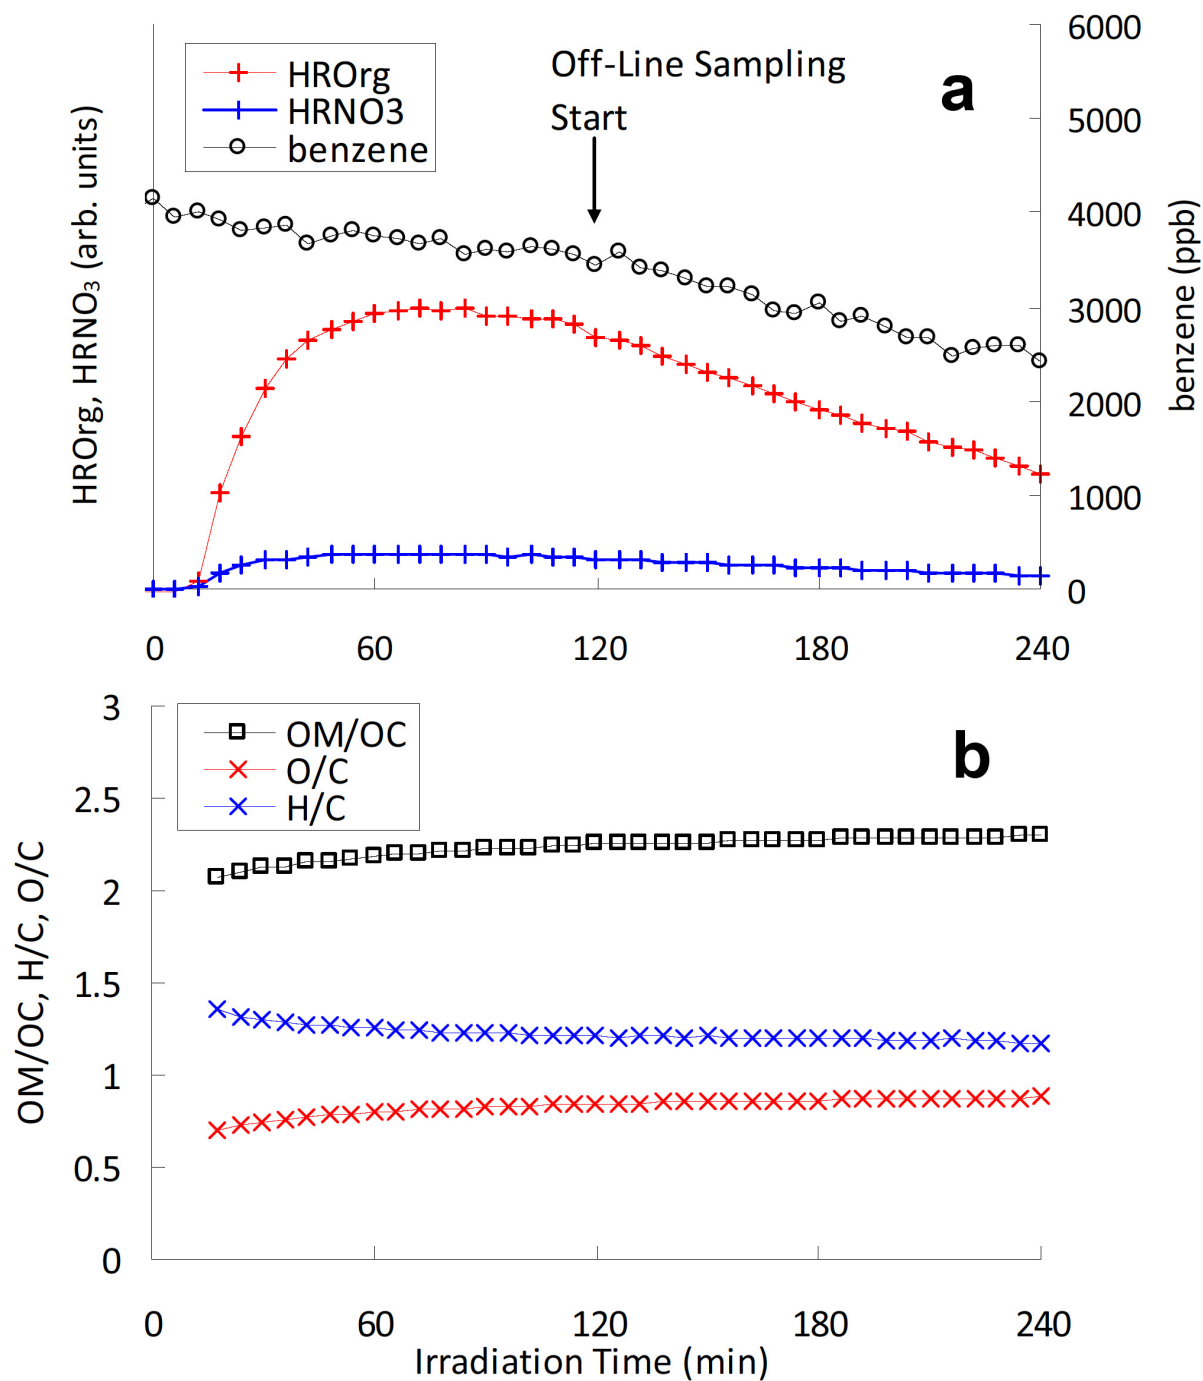 HROrg
HRNO3
benzene
Off-Line Sampling
Start
a
HROrg, HRNO₃ (arb. units)
6000
5000
4000
3000
2000
1000
0
benzene (ppb)
0 60 120 180 240
OM/OC
O/C
H/C
b
OM/OC, H/C, O/C
3
2.5
2
1.5
1
0.5
0
0 60 120 180 240
Irradiation Time (min)